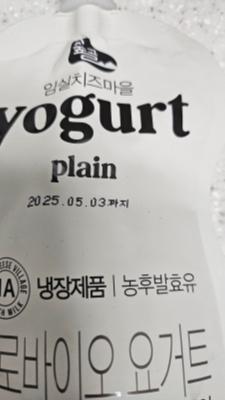 임실치즈마을
yogurt
plain
2025.05.03까지
냉장제품 | 농후발효유
로바이오 요거트